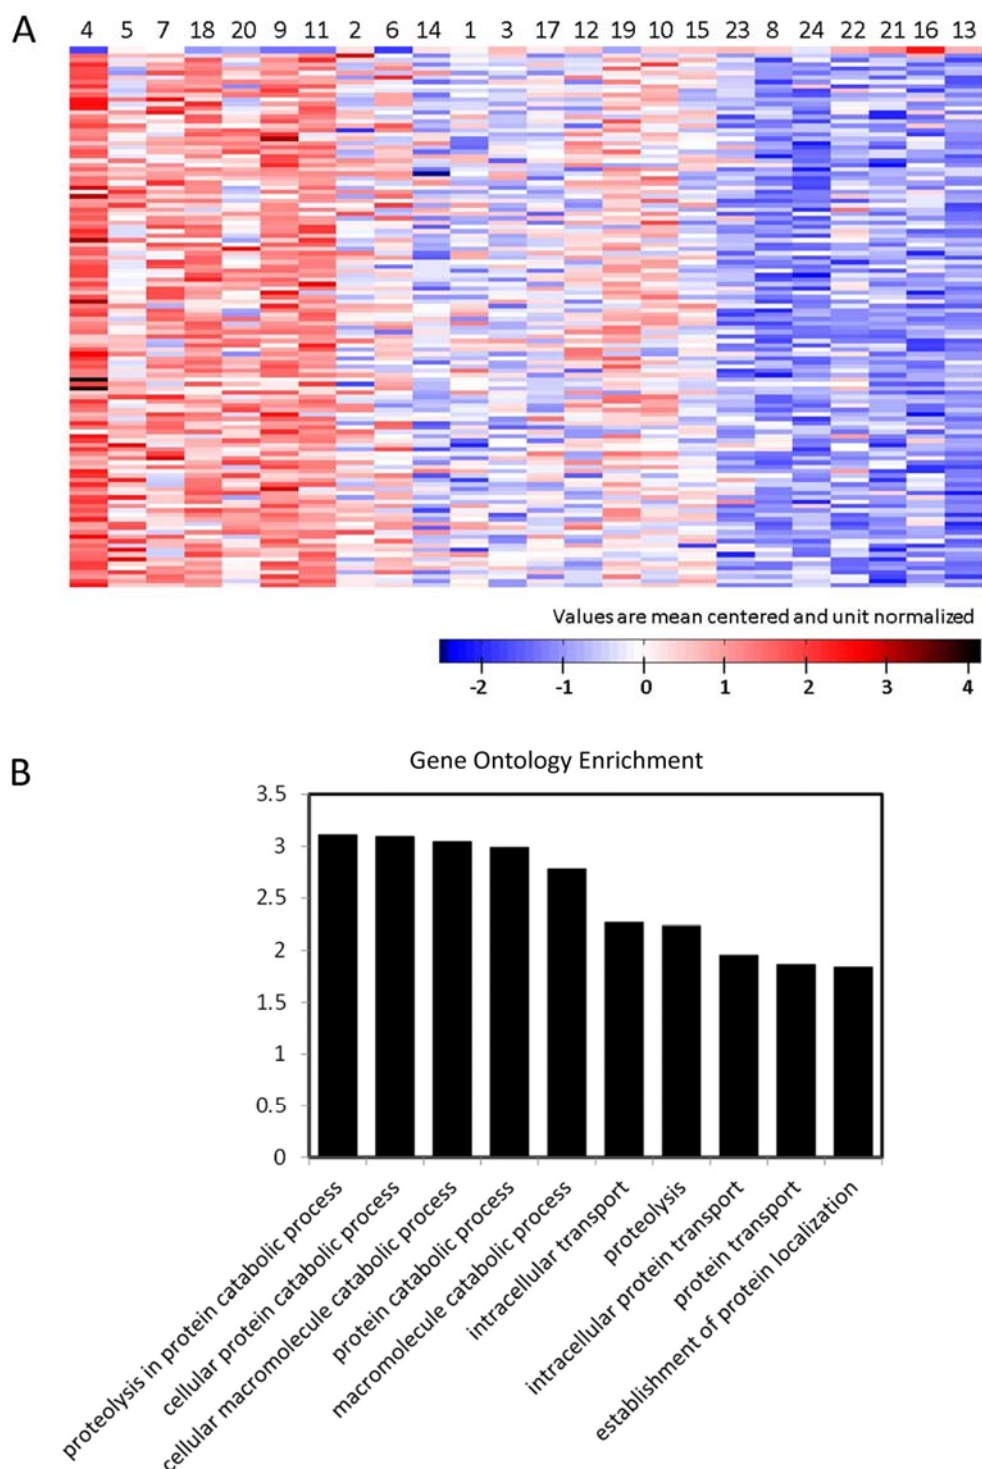 A
4 5 7 18 20 9 11 2 6 14 1 3 17 12 19 10 15 23 8 24 22 21 16 13
Values are mean centered and unit normalized
-2 -1 0 1 2 3 4
B
Gene Ontology Enrichment
3.5
3
2.5
2
1.5
1
0.5
0
proteolysis in protein catabolic process
cellular protein catabolic process
cellular macromolecule catabolic process
protein catabolic process
macromolecule catabolic process
intracellular transport
proteolysis
intracellular protein transport
protein transport
establishment of protein localization